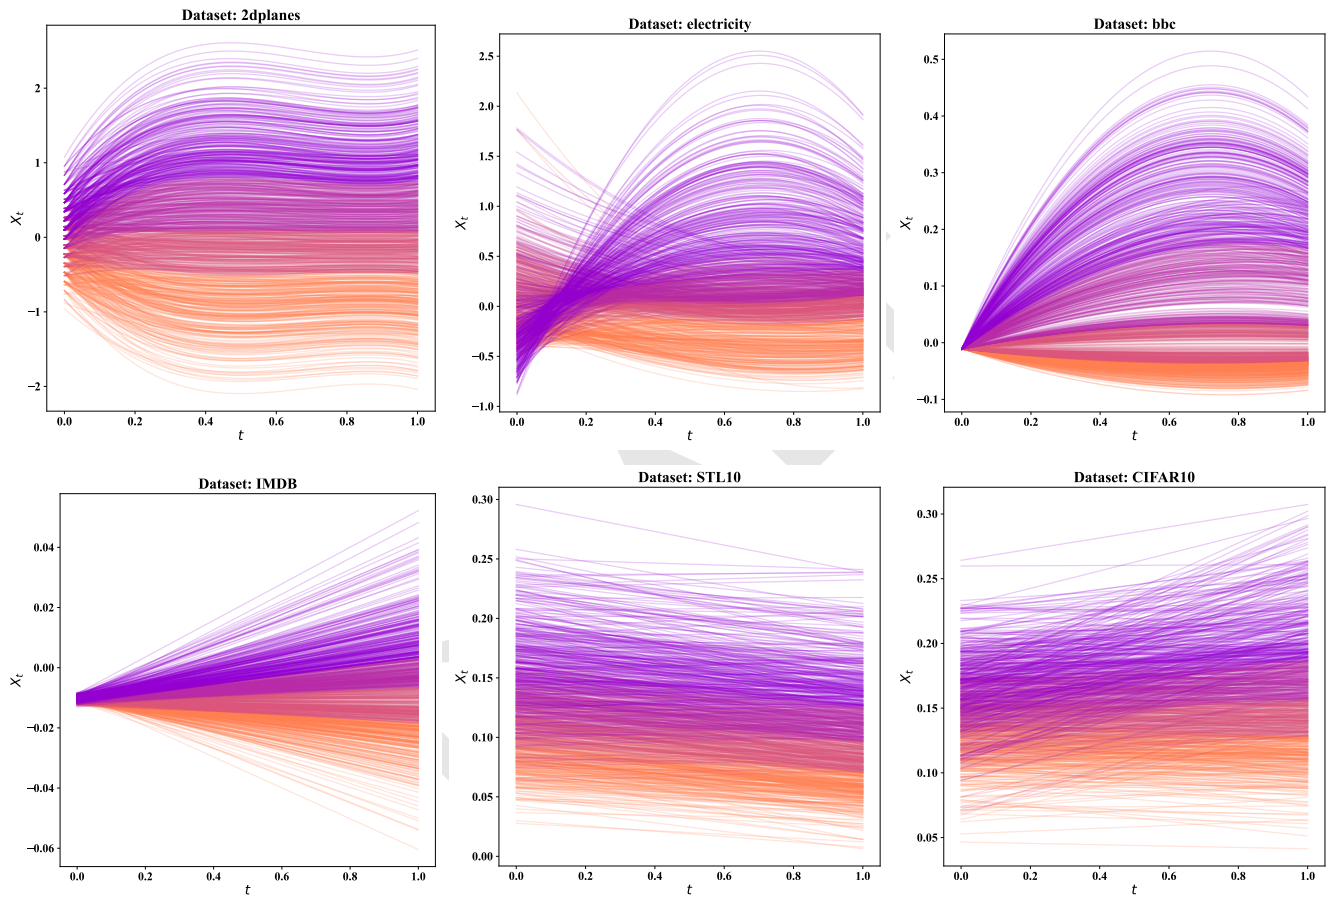 Dataset: 2dplanes
2
1
0
−1
−2
X_t
0.0 0.2 0.4 0.6 0.8 1.0
t
Dataset: electricity
2.5
2.0
1.5
1.0
0.5
0.0
−0.5
−1.0
X_t
0.0 0.2 0.4 0.6 0.8 1.0
t
Dataset: bbc
0.5
0.4
0.3
0.2
0.1
0.0
−0.1
X_t
0.0 0.2 0.4 0.6 0.8 1.0
t
Dataset: IMDB
0.04
0.02
0.00
−0.02
−0.04
−0.06
X_t
0.0 0.2 0.4 0.6 0.8 1.0
t
Dataset: STL10
0.30
0.25
0.20
0.15
0.10
0.05
0.00
X_t
0.0 0.2 0.4 0.6 0.8 1.0
t
Dataset: CIFAR10
0.30
0.25
0.20
0.15
0.10
0.05
X_t
0.0 0.2 0.4 0.6 0.8 1.0
t